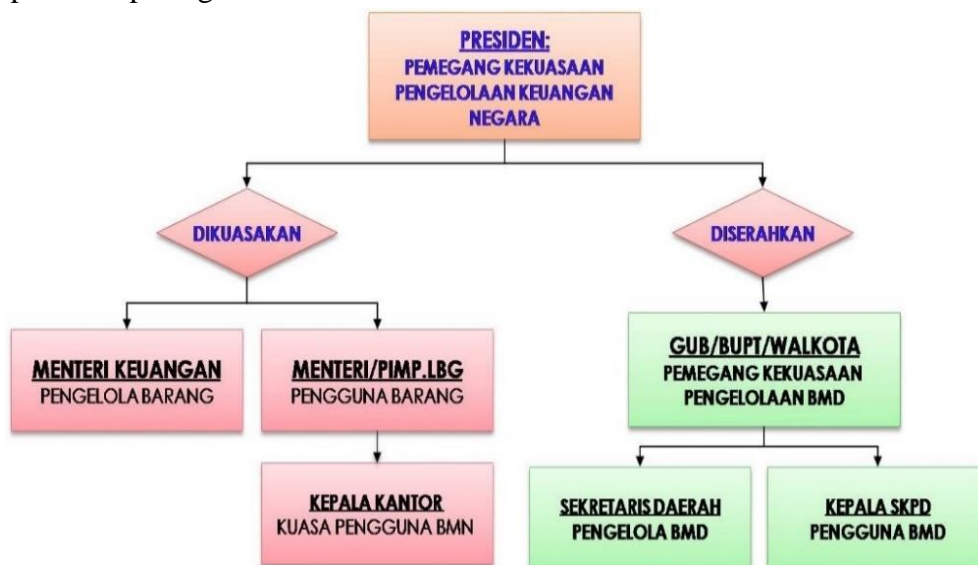 PRESIDEN:
PEMEGANG KEKUASAAN
PENGELOLAAN KEUANGAN
NEGARA
DIKUASAKAN
DISERAHKAN
MENTERI KEUANGAN
PENGELOLA BARANG
MENTERI/PIMP.LBG
PENGGUNA BARANG
GUB/BUPT/WALKOTA
PEMEGANG KEKUASAAN
PENGELOLAAN BMD
KEPALA KANTOR
KUASA PENGGUNA BMN
SEKRETARIS DAERAH
PENGELOLA BMD
KEPALA SKPD
PENGGUNA BMD